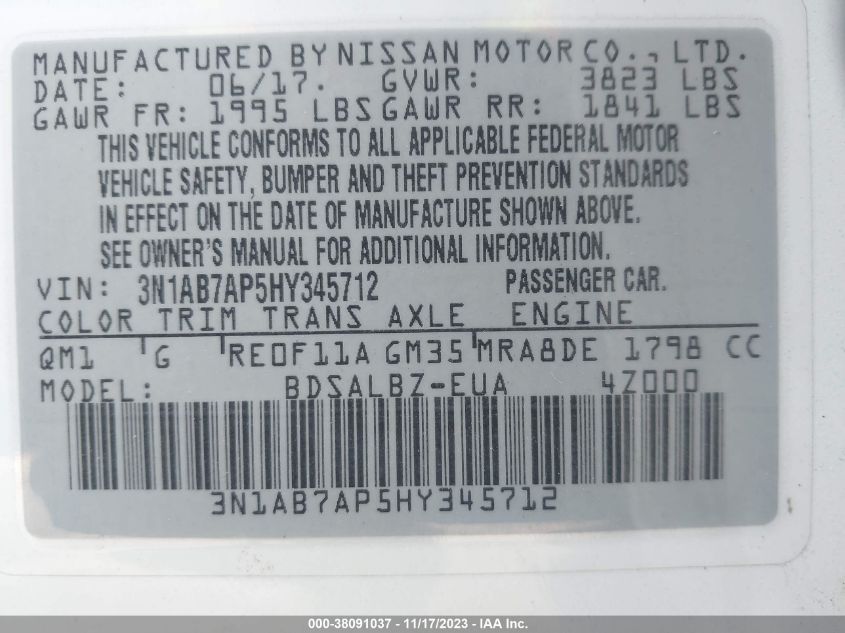 MANUFACTURED BY NISSAN MOTOR CO., LTD.
DATE: 06/17. GVWR: 3823 LBS
GAWR FR: 1995 LBS GAWR RR: 1841 LBS
THIS VEHICLE CONFORMS TO ALL APPLICABLE FEDERAL MOTOR
VEHICLE SAFETY, BUMPER AND THEFT PREVENTION STANDARDS
IN EFFECT ON THE DATE OF MANUFACTURE SHOWN ABOVE.
SEE OWNER'S MANUAL FOR ADDITIONAL INFORMATION.
VIN: 3N1AB7AP5HY345712 PASSENGER CAR.
COLOR TRIM TRANS AXLE ENGINE
QM1 G RE0F11A GM35 MRA8DE 1798 CC
MODEL: BDSALBZ-EUA 4Z000
3N1AB7AP5HY345712
000-38091037 - 11/17/2023 - IAA Inc.